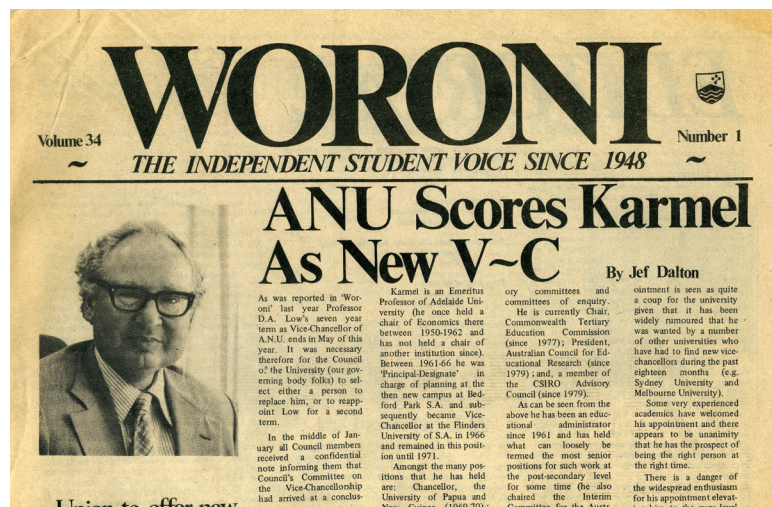 WORONI
Volume 34
Number 1
~
~
THE INDEPENDENT STUDENT VOICE SINCE 1948
ANU Scores Karmel
As New V~C
By Jef Dalton
As was reported in 'Wor-
oni' last year Professor
D.A. Low's seven year
term as Vice-Chancellor of
A.N.U. ends in May of this
year. It was necessary
therefore for the Council
of the University (our gov-
erning body folks) to sel-
ect either a person to
replace him, or to reapp-
oint Low for a second
term.
In the middle of Jan-
uary all Council members
received a confidential
note informing them that
Council's Committee on
the Vice-Chancellorship
had arrived at a conclus-
Karmel is an Emeritus
Professor of Adelaide Uni-
versity (he once held a
chair of Economics there
between 1950-1962 and
has not held a chair of
another institution since).
Between 1961-66 he was
'Principal-Designate' in
charge of planning at the
then new campus at Bed-
ford Park S.A. and sub-
sequently became Vice-
Chancellor at the Flinders
University of S.A. in 1966
and remained in this posit-
ion until 1971.
Amongst the many pos-
itions that he has held
are: Chancellor, the
University of Papua and
New Guinea (1969-70);
ory committees and
committees of enquiry.
He is currently Chair,
Commonwealth Tertiary
Education Commission
(since 1977); President,
Australian Council for Ed-
ucational Research (since
1979) ; and, a member of
the CSIRO Advisory
Council (since 1979).
As can be seen from the
above he has been an educ-
ational administrator
since 1961 and has held
what can loosely be
termed the most senior
positions for such work at
the post-secondary level
for some time (he also
chaired the Interim
Committee for the
ointment is seen as quite
a coup for the university
given that it has been
widely rumoured that he
was wanted by a number
of other universities who
have had to find new vice-
chancellors during the past
eighteen months (e.g.
Sydney University and
Melbourne University).
Some very experienced
academics have welcomed
his appointment and there
appears to be unanimity
that he has the prospect of
being the right person at
the right time.
There is a danger of
the widespread enthusiasm
for his appointment elevat-
Union to offer new